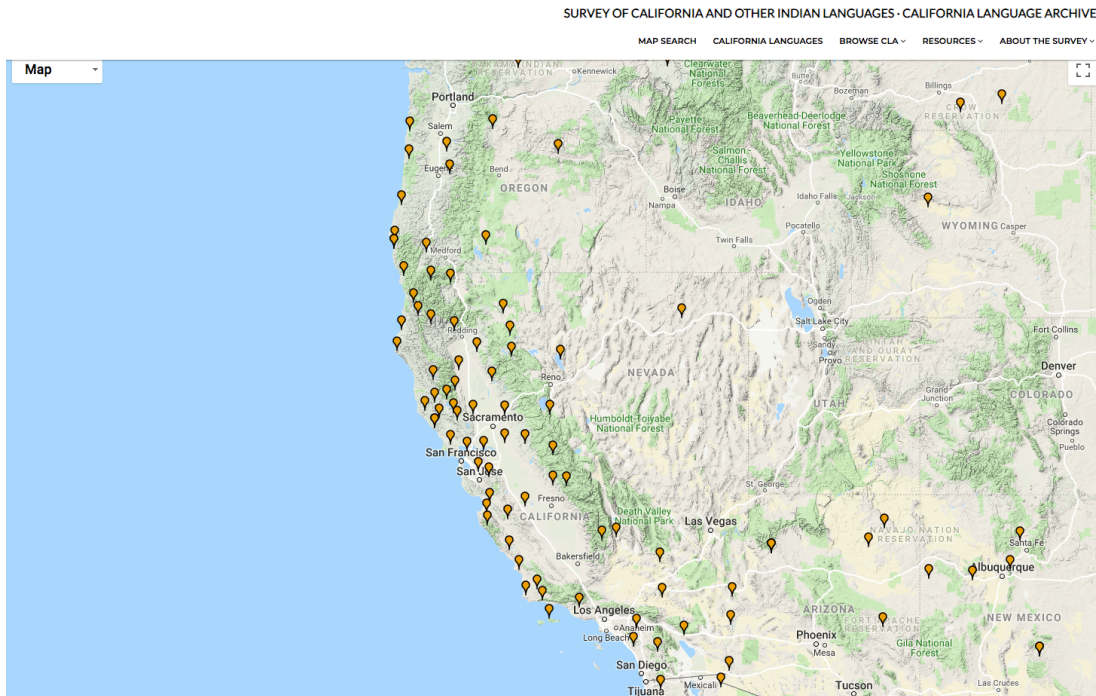 SURVEY OF CALIFORNIA AND OTHER INDIAN LANGUAGES · CALIFORNIA LANGUAGE ARCHIVE
MAP SEARCH CALIFORNIA LANGUAGES BROWSE CLA RESOURCES ABOUT THE SURVEY
Map
Kennewick
Clearwater
National
Forests
Butte
Bozeman
Billings
CROW
RESERVATION
Portland
Salem
Payette
National Forest
Beaverhead-Deerlodge
National Forest
Salmon -
Challis
National Forest
Yellowstone
National Park
Shoshone
National Forest
Eugene
Bend
OREGON
Boise
Nampa
IDAHO
Idaho Falls
Jackson
Pocatello
WYOMING
Casper
Twin Falls
Medford
Ogden
Salt Lake City
Sandy
Provo
UINTAH
AND OURAY
RESERVATION
Fort Collins
Denver
Redding
Reno
NEVADA
UTAH
Grand
Junction
COLORADO
Colorado
Springs
Pueblo
Sacramento
Humboldt-Toiyabe
National Forest
San Francisco
San Jose
Fresno
CALIFORNIA
Death Valley
National Park
St. George
Las Vegas
NAVAJO NATION
RESERVATION
Santa Fe
Albuquerque
Bakersfield
Los Angeles
Anaheim
Long Beach
ARIZONA
Phoenix
Mesa
FORT APACHE
RESERVATION
Gila National
Forest
NEW MEXICO
San Diego
Tijuana
Mexicali
Tucson
Las Cruces